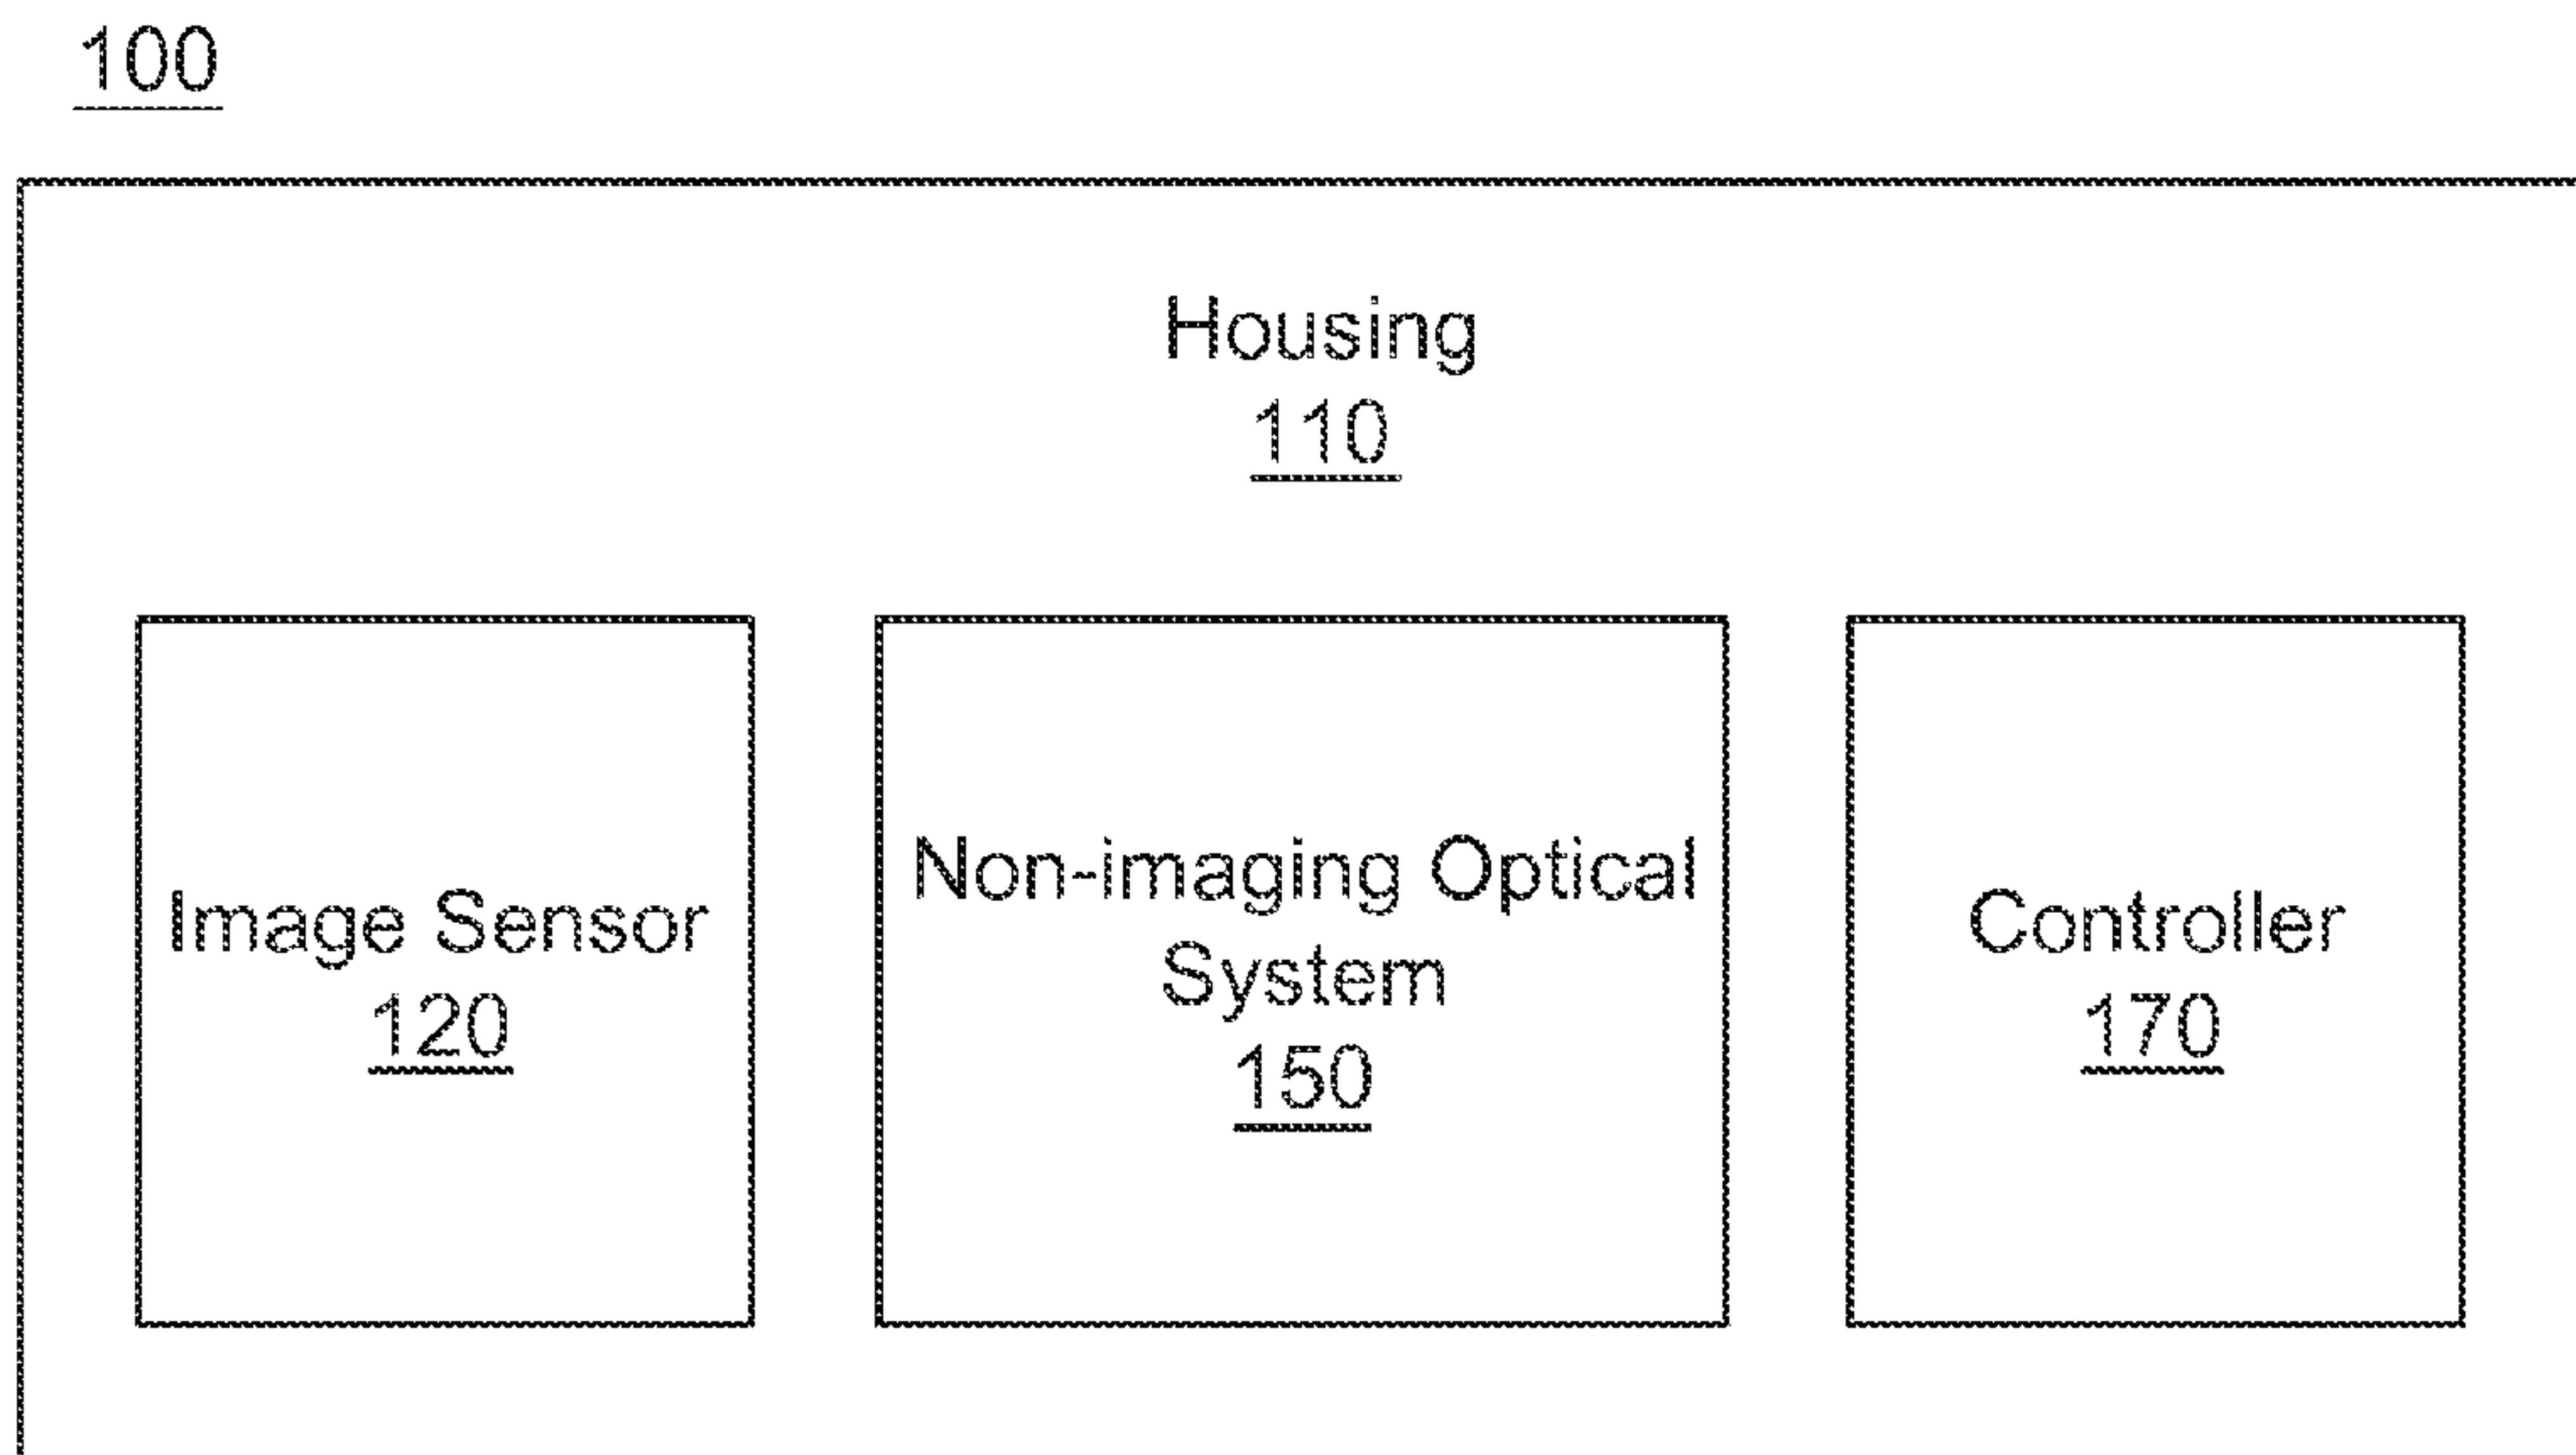 100
Housing
110
Image Sensor
120
Non-imaging Optical
System
150
Controller
170